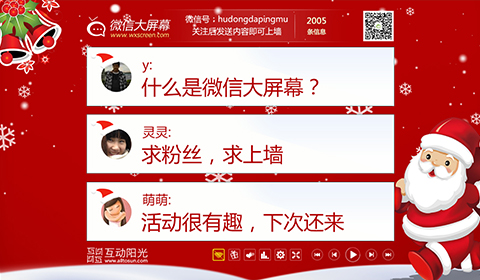 微信大屏幕
www.wxscreen.com
微信号：hudongdapingmu
关注后发送内容即可上墙
2005
条信息
y:
什么是微信大屏幕？
灵灵:
求粉丝，求上墙
萌萌:
活动很有趣，下次还来
互动阳光
www.alltosun.com